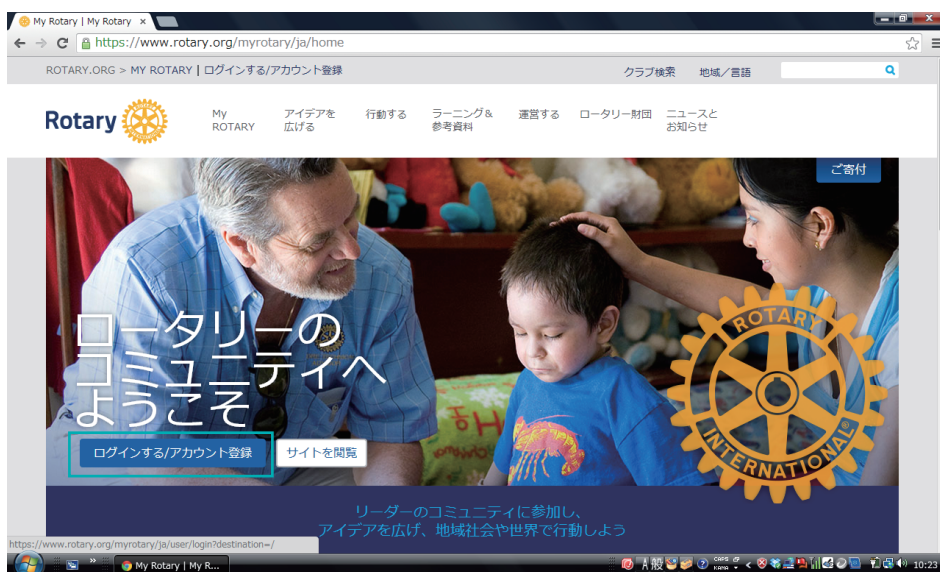 My Rotary | My Rotary
https://www.rotary.org/myrotary/ja/home
ROTARY.ORG > MY ROTARY | ログインする/アカウント登録
クラブ検索
地域/言語
Rotary
My
ROTARY
アイデアを
広げる
行動する
ラーニング&
参考資料
運営する
ロータリー財団
ニュースと
お知らせ
ご寄付
ロータリーの
コミュニティへ
ようこそ
ログインする/アカウント登録
サイトを閲覧
ROTARY
INTERNATIONAL
リーダーのコミュニティに参加し、
アイデアを広げ、地域社会や世界で行動しよう
https://www.rotary.org/myrotary/ja/user/login?destination=/
My Rotary | My R...
A 般
CAPS
KANA
10:23